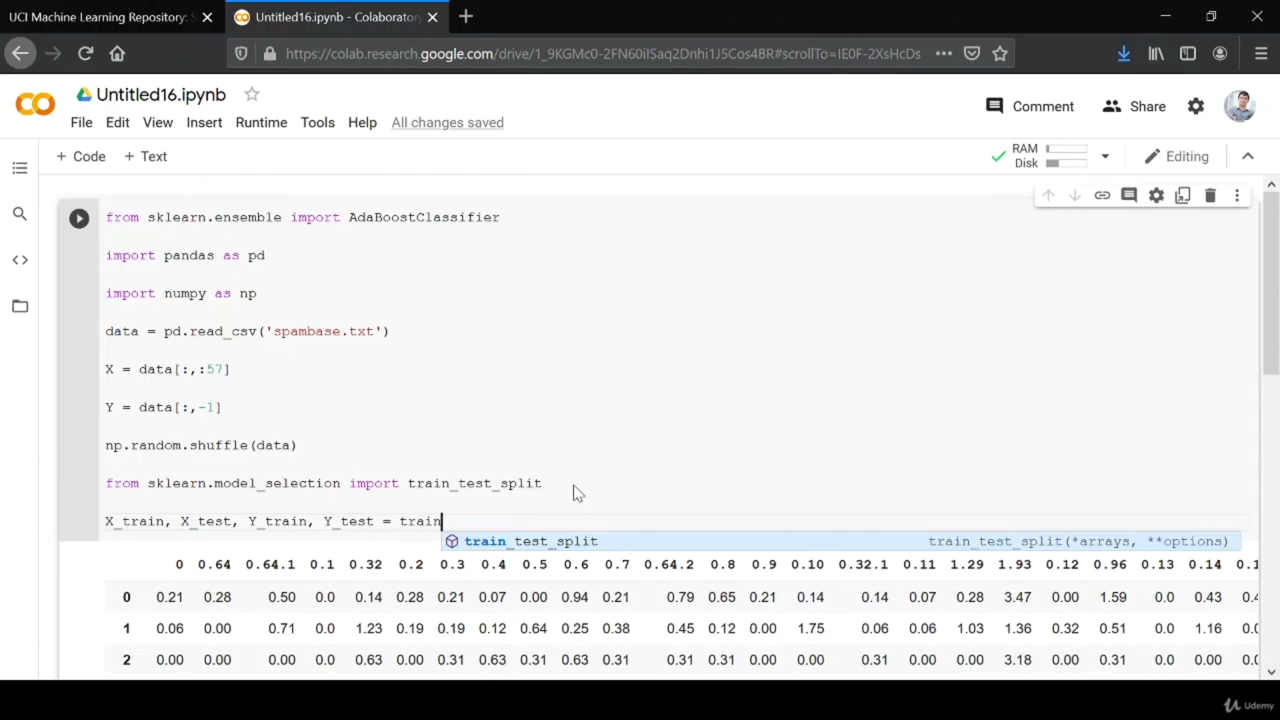 UCI Machine Learning Repository: S
Untitled16.ipynb - Colaboratory
https://colab.research.google.com/drive/1_9KGMc0-2FN60iISaq2Dnhi1J5Cos4BR#scrollTo=IE0F-2XsHcDs
Untitled16.ipynb
Comment Share
File Edit View Insert Runtime Tools Help All changes saved
+ Code + Text RAM Disk Editing
from sklearn.ensemble import AdaBoostClassifier
import pandas as pd
import numpy as np
data = pd.read_csv('spambase.txt')
X = data[:,:57]
Y = data[:,-1]
np.random.shuffle(data)
from sklearn.model_selection import train_test_split
X_train, X_test, Y_train, Y_test = train
train_test_split train_test_split(*arrays, **options)
0 0.64 0.64.1 0.1 0.32 0.2 0.3 0.4 0.5 0.6 0.7 0.64.2 0.8 0.9 0.10 0.32.1 0.11 1.29 1.93 0.12 0.96 0.13 0.14 0.1
0 0.21 0.28 0.50 0.0 0.14 0.28 0.21 0.07 0.00 0.94 0.21 0.79 0.65 0.21 0.14 0.14 0.07 0.28 3.47 0.00 1.59 0.0 0.43 0.4
1 0.06 0.00 0.71 0.0 1.23 0.19 0.19 0.12 0.64 0.25 0.38 0.45 0.12 0.00 1.75 0.06 0.06 1.03 1.36 0.32 0.51 0.0 1.16 0.0
2 0.00 0.00 0.00 0.0 0.63 0.00 0.31 0.63 0.31 0.63 0.31 0.31 0.31 0.00 0.00 0.31 0.00 0.00 3.18 0.00 0.31 0.0 0.00 0.0
Udemy